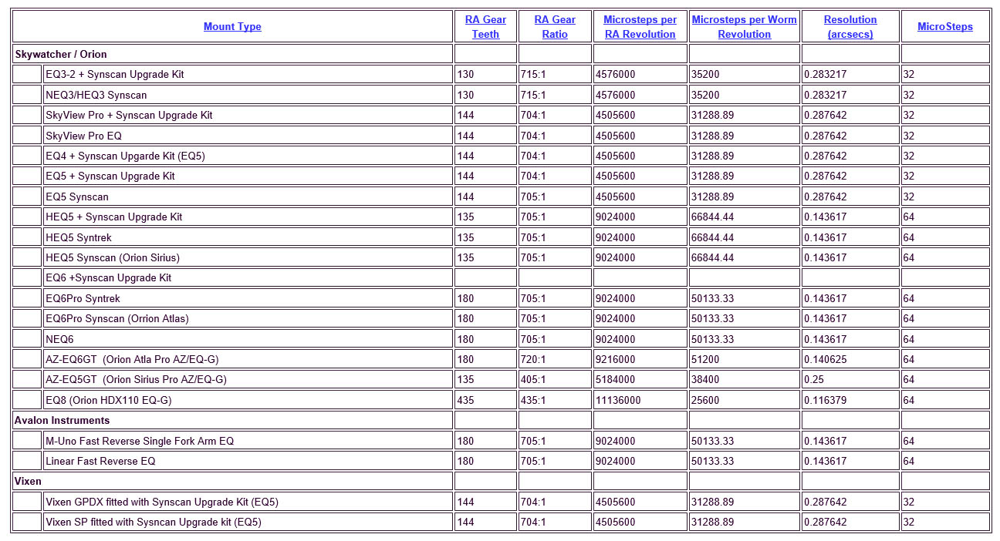 Mount Type RA Gear Teeth RA Gear Ratio Microsteps per RA Revolution Microsteps per Worm Revolution Resolution (arcsecs) MicroSteps
Skywatcher / Orion
EQ3-2 + Synscan Upgrade Kit 130 715:1 4576000 35200 0.283217 32
NEQ3/HEQ3 Synscan 130 715:1 4576000 35200 0.283217 32
SkyView Pro + Synscan Upgrade Kit 144 704:1 4505600 31288.89 0.287642 32
SkyView Pro EQ 144 704:1 4505600 31288.89 0.287642 32
EQ4 + Synscan Upgarde Kit (EQ5) 144 704:1 4505600 31288.89 0.287642 32
EQ5 + Synscan Upgrade Kit 144 704:1 4505600 31288.89 0.287642 32
EQ5 Synscan 144 705:1 4505600 31288.89 0.287642 32
HEQ5 + Synscan Upgrade Kit 135 705:1 9024000 66844.44 0.143617 64
HEQ5 Syntrek 135 705:1 9024000 66844.44 0.143617 64
HEQ5 Synscan (Orion Sirius) 135 705:1 9024000 66844.44 0.143617 64
EQ6 +Synscan Upgrade Kit
EQ6Pro Syntrek 180 705:1 9024000 50133.33 0.143617 64
EQ6Pro Synscan (Orrion Atlas) 180 705:1 9024000 50133.33 0.143617 64
NEQ6 180 705:1 9024000 50133.33 0.143617 64
AZ-EQ6GT (Orion Atla Pro AZ/EQ-G) 180 720:1 9216000 51200 0.140625 64
AZ-EQ5GT (Orion Sirius Pro AZ/EQ-G) 135 405:1 5184000 38400 0.25 64
EQ8 (Orion HDX110 EQ-G) 435 435:1 11136000 25600 0.116379 64
Avalon Instruments
M-Uno Fast Reverse Single Fork Arm EQ 180 705:1 9024000 50133.33 0.143617 64
Linear Fast Reverse EQ 180 705:1 9024000 50133.33 0.143617 64
Vixen
Vixen GPDX fitted with Synscan Upgrade Kit (EQ5) 144 704:1 4505600 31288.89 0.287642 32
Vixen SP fitted with Sysncan Upgrade kit (EQ5) 144 704:1 4505600 31288.89 0.287642 32